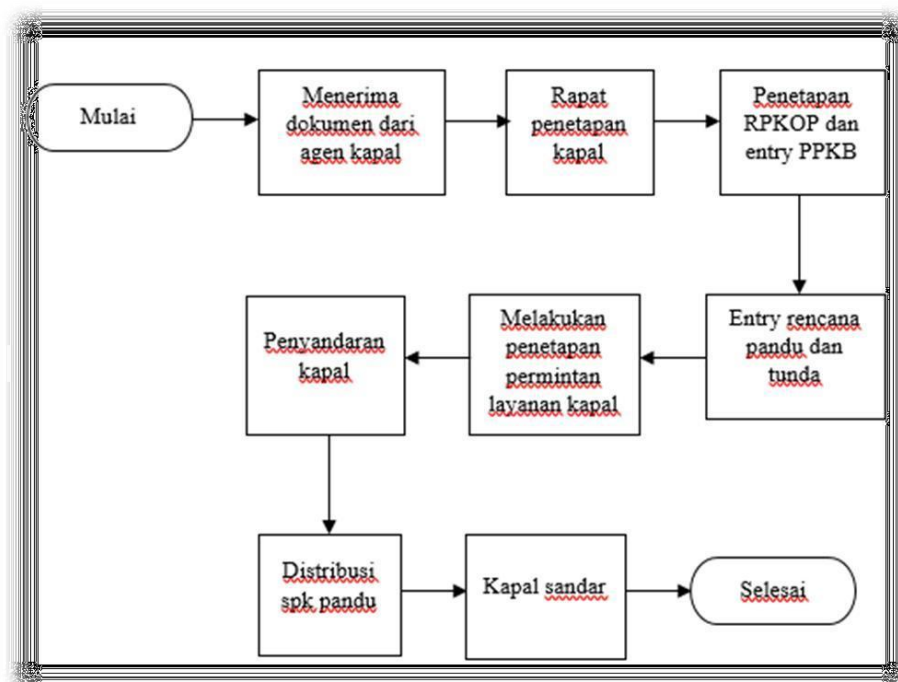 Mulai
Menerima
dokumen dari
agen kapal
Rapat
penetapan
kapal
Penetapan
RPKOP dan
entry PPKB
Entry rencana
pandu dan
tunda
Melakukan
penetapan
permintan
layanan kapal
Penyandaran
kapal
Distribusi
spk pandu
Kapal sandar
Selesai